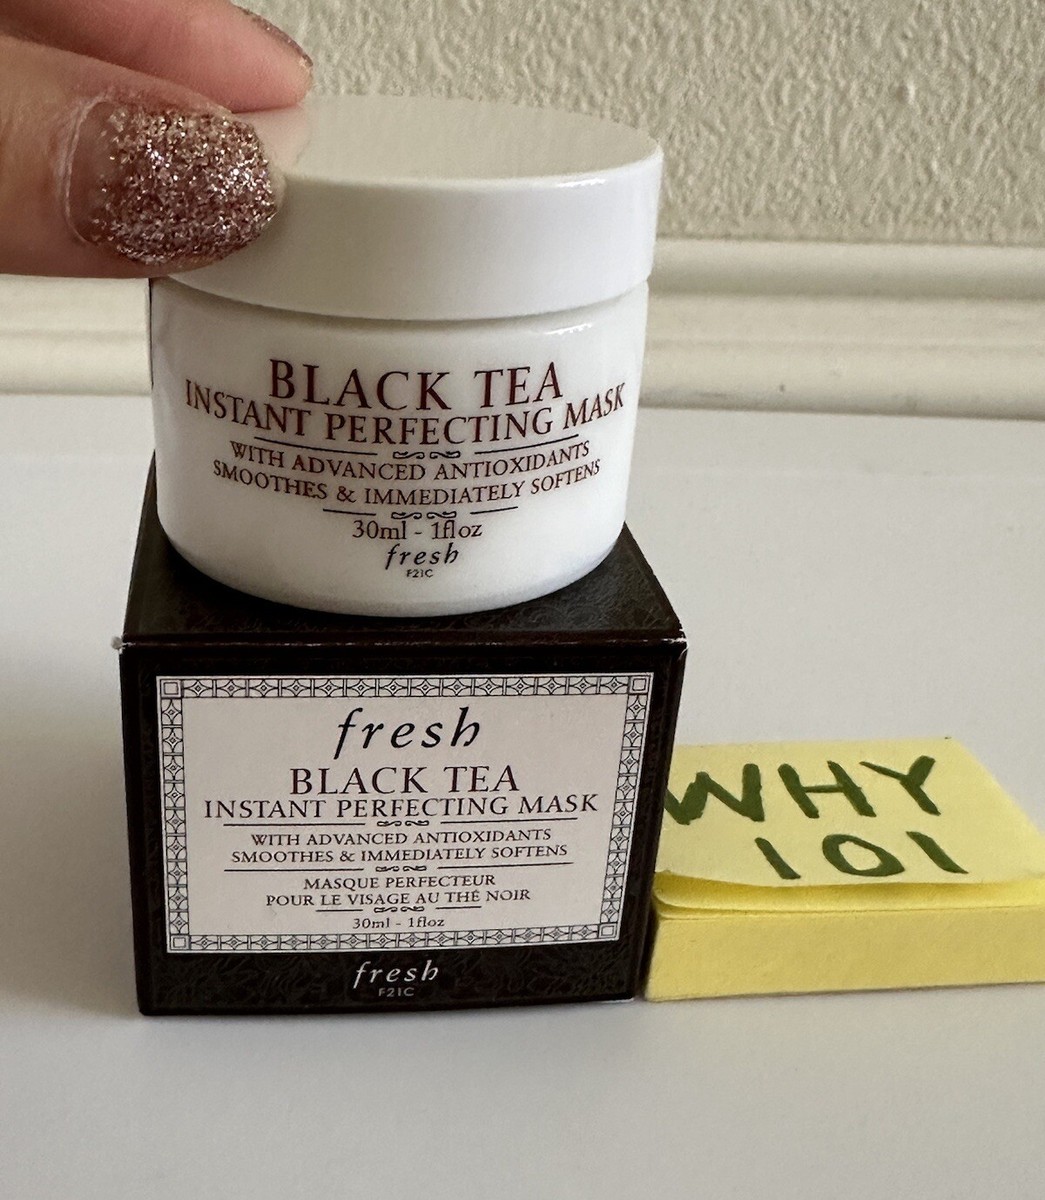 BLACK TEA
INSTANT PERFECTING MASK
WITH ADVANCED ANTIOXIDANTS
SMOOTHES & IMMEDIATELY SOFTENS
30ml - 1fl oz
fresh
F21C
fresh
BLACK TEA
INSTANT PERFECTING MASK
WITH ADVANCED ANTIOXIDANTS
SMOOTHES & IMMEDIATELY SOFTENS
MASQUE PERFECTEUR
POUR LE VISAGE AU THÉ NOIR
30ml - 1floz
fresh
F21C
WHY
101